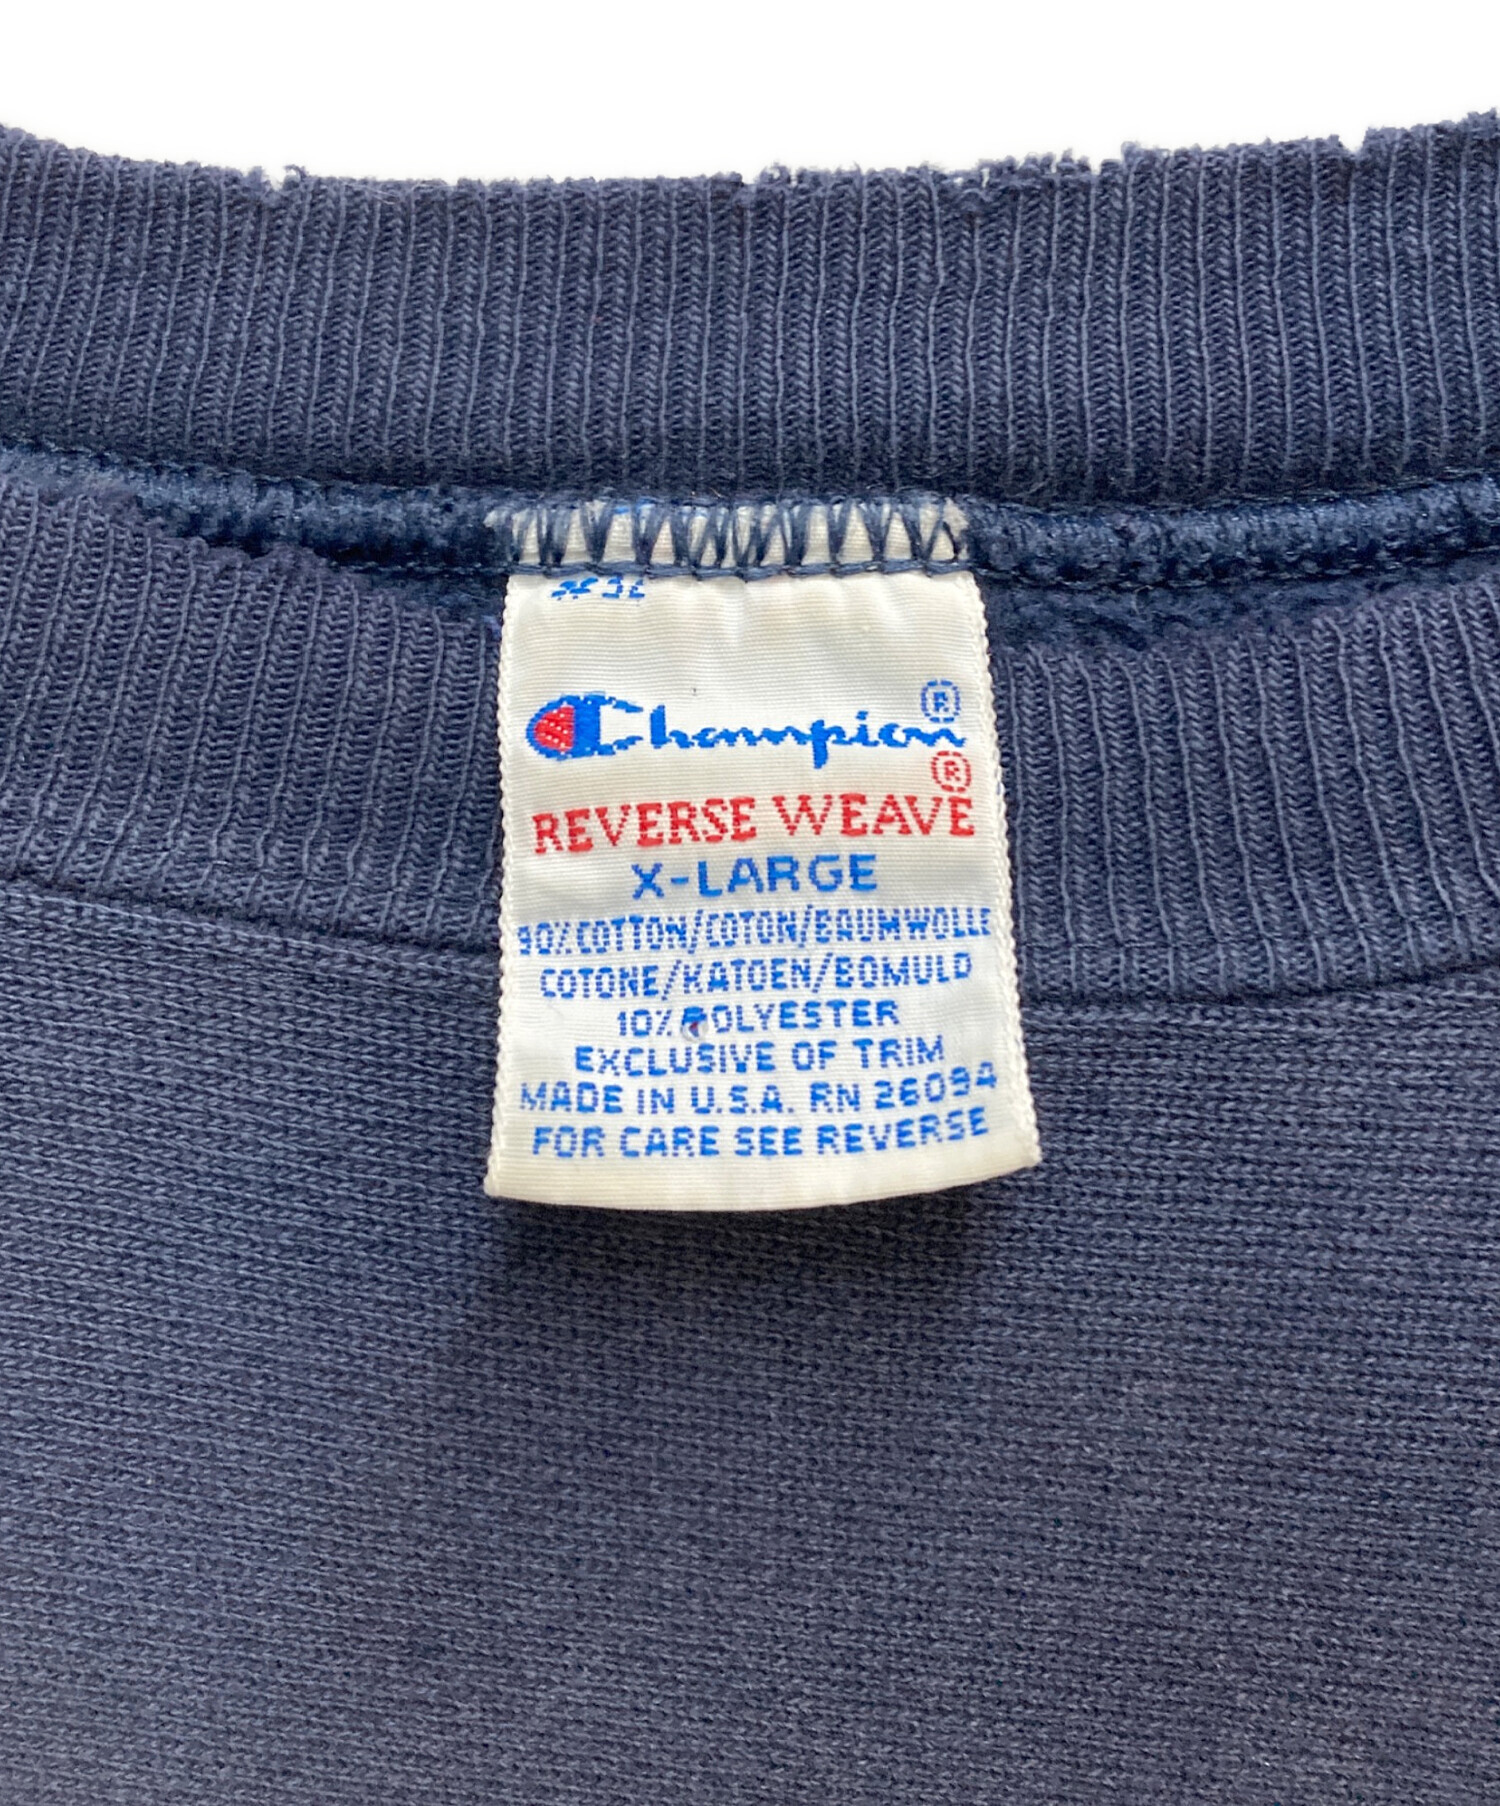 Champion®
REVERSE WEAVE®
X-LARGE
90% COTTON/COTON/BAUMWOLLE
COTONE/KATOEN/BOMULD
10% POLYESTER
EXCLUSIVE OF TRIM
MADE IN U.S.A. RN 26094
FOR CARE SEE REVERSE